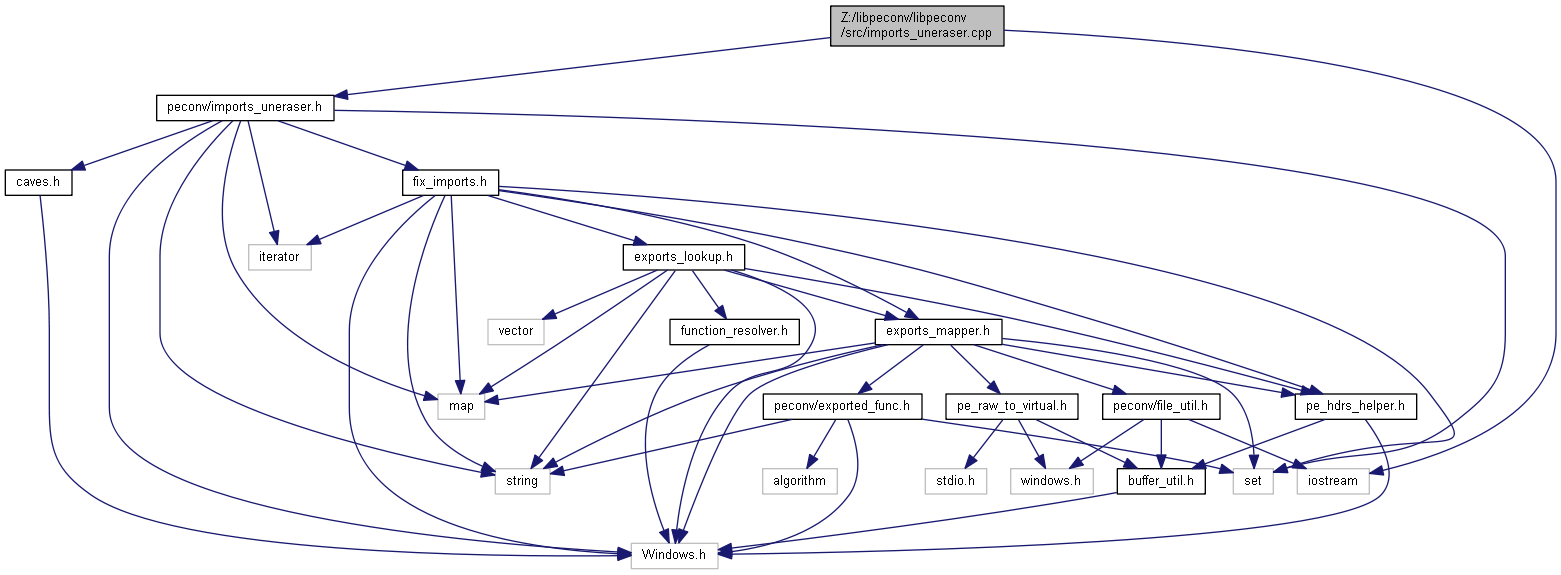 Z:/libpeconv/libpeconv
/src/imports_uneraser.cpp
peconv/imports_uneraser.h
caves.h
fix_imports.h
iterator
exports_lookup.h
vector
function_resolver.h
exports_mapper.h
map
peconv/exported_func.h
pe_raw_to_virtual.h
peconv/file_util.h
pe_hdrs_helper.h
string
algorithm
stdio.h
windows.h
buffer_util.h
set
iostream
Windows.h